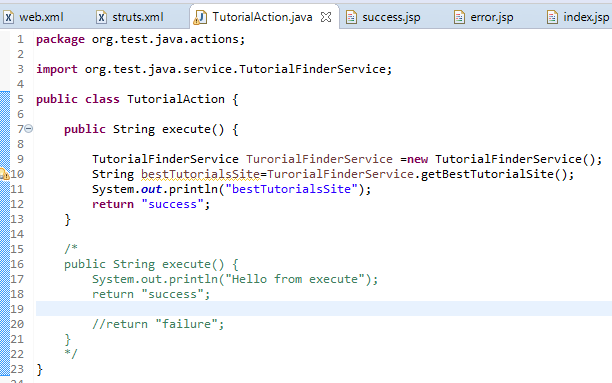 web.xml struts.xml TutorialAction.java success.jsp error.jsp index.jsp
1 package org.test.java.actions;
2
3 import org.test.java.service.TutorialFinderService;
4
5 public class TutorialAction {
6
7 public String execute() {
8
9 TutorialFinderService TurorialFinderService =new TutorialFinderService();
10 String bestTutorialsSite=TurorialFinderService.getBestTutorialSite();
11 System.out.println("bestTutorialsSite");
12 return "success";
13 }
14
15 /*
16 public String execute() {
17 System.out.println("Hello from execute");
18 return "success";
19
20 //return "failure";
21 }
22 */
23 }